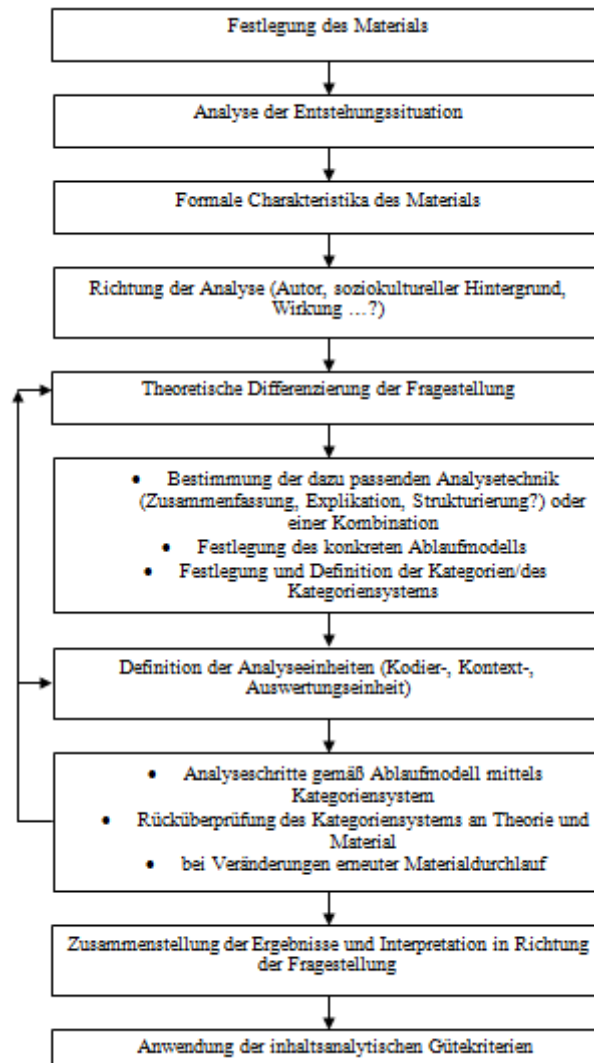 Festlegung des Materials
Analyse der Entstehungssituation
Formale Charakteristika des Materials
Richtung der Analyse (Autor, soziokultureller Hintergrund,
Wirkung …?)
Theoretische Differenzierung der Fragestellung
• Bestimmung der dazu passenden Analysetechnik
(Zusammenfassung, Explikation, Strukturierung?) oder
einer Kombination
• Festlegung des konkreten Ablaufmodells
• Festlegung und Definition der Kategorien/des
Kategoriensystems
Definition der Analyseeinheiten (Kodier-, Kontext-,
Auswertungseinheit)
• Analyseschritte gemäß Ablaufmodell mittels
Kategoriensystem
• Rücküberprüfung des Kategoriensystems an Theorie und
Material
• bei Veränderungen erneuter Materialdurchlauf
Zusammenstellung der Ergebnisse und Interpretation in Richtung
der Fragestellung
Anwendung der inhaltsanalytischen Gütekriterien